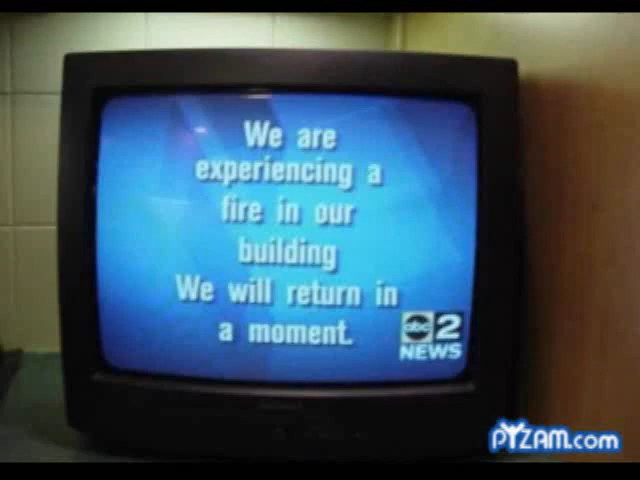 We are
experiencing a
fire in our
building
We will return in
a moment.
abc 2
NEWS
PYZAM.com